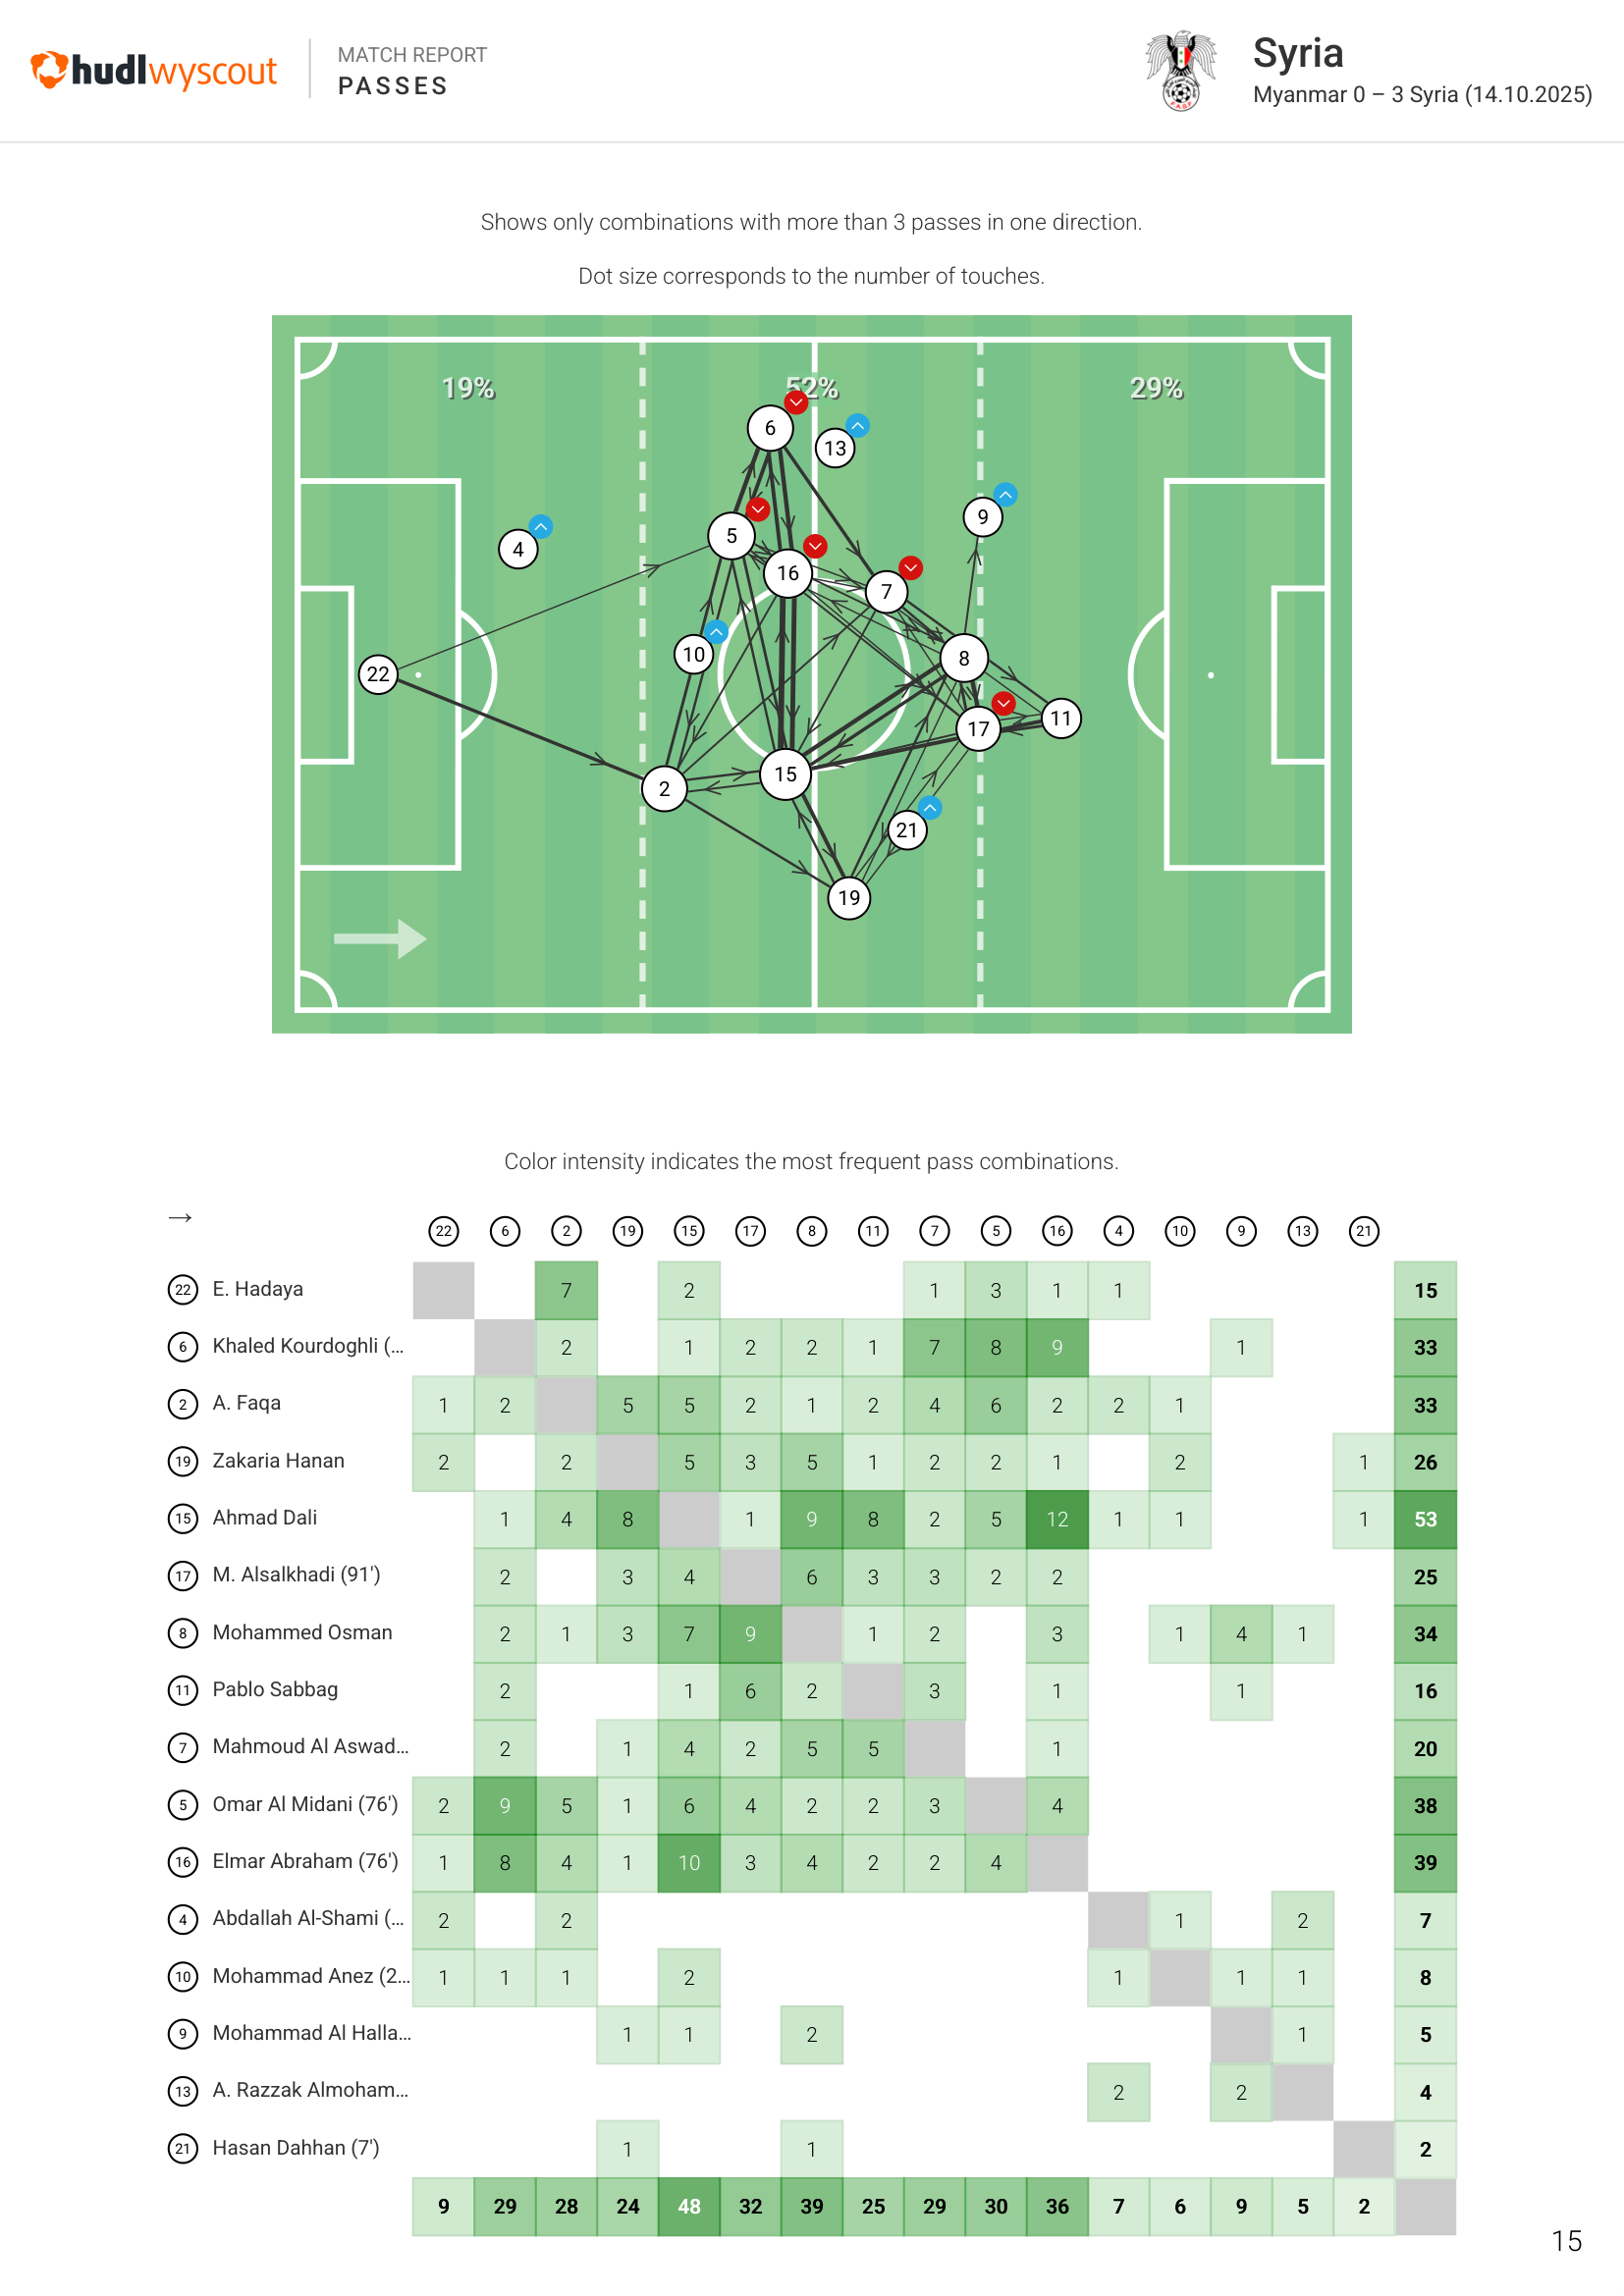 hudl wyscout
MATCH REPORT
PASSES
Syria
Myanmar 0 – 3 Syria (14.10.2025)
Shows only combinations with more than 3 passes in one direction.
Dot size corresponds to the number of touches.
19% 52% 29%
6
13
9
5
4
16
7
10
8
22
11
17
15
2
21
19
Color intensity indicates the most frequent pass combinations.
→
22 6 2 19 15 17 8 11 7 5 16 4 10 9 13 21
22 E. Hadaya 7 2 1 3 1 1 15
6 Khaled Kourdoghli (... 2 1 2 2 1 7 8 9 1 33
2 A. Faqa 1 2 5 5 2 1 2 4 6 2 2 1 33
19 Zakaria Hanan 2 2 5 3 5 1 2 2 1 2 1 26
15 Ahmad Dali 1 4 8 1 9 8 2 5 12 1 1 1 53
17 M. Alsalkhadi (91') 2 3 4 6 3 3 2 2 25
8 Mohammed Osman 2 1 3 7 9 1 2 3 1 4 1 34
11 Pablo Sabbag 2 1 6 2 3 1 1 16
7 Mahmoud Al Aswad... 2 1 4 2 5 5 1 20
5 Omar Al Midani (76') 2 9 5 1 6 4 2 2 3 4 38
16 Elmar Abraham (76') 1 8 4 1 10 3 4 2 2 4 39
4 Abdallah Al-Shami (... 2 2 1 2 7
10 Mohammad Anez (2... 1 1 1 2 1 1 1 8
9 Mohammad Al Halla... 1 1 2 1 5
13 A. Razzak Almoham... 2 2 4
21 Hasan Dahhan (7') 1 1 2
9 29 28 24 48 32 39 25 29 30 36 7 6 9 5 2
15